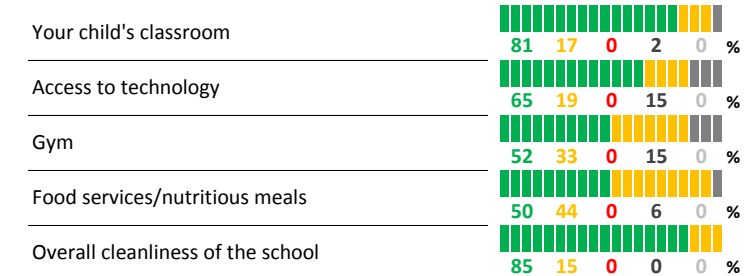 Your child's classroom
81 17 0 2 0 %
Access to technology
65 19 0 15 0 %
Gym
52 33 0 15 0 %
Food services/nutritious meals
50 44 0 6 0 %
Overall cleanliness of the school
85 15 0 0 0 %